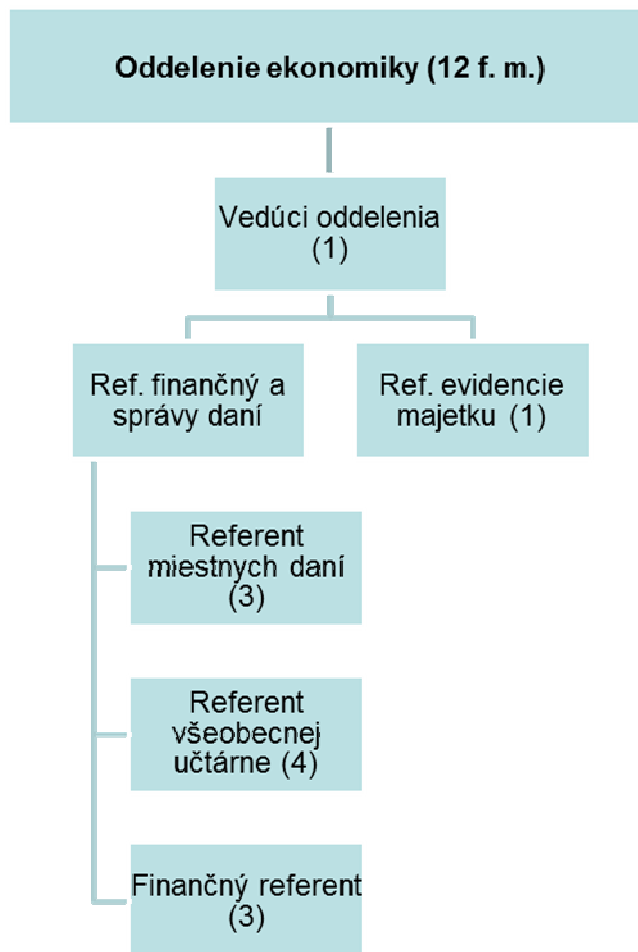 Oddelenie ekonomiky (12 f. m.)
Vedúci oddelenia
(1)
Ref. finančný a
správy daní
Ref. evidencie
majetku (1)
Referent
miestnych daní
(3)
Referent
všeobecnej
učtárne (4)
Finančný referent
(3)